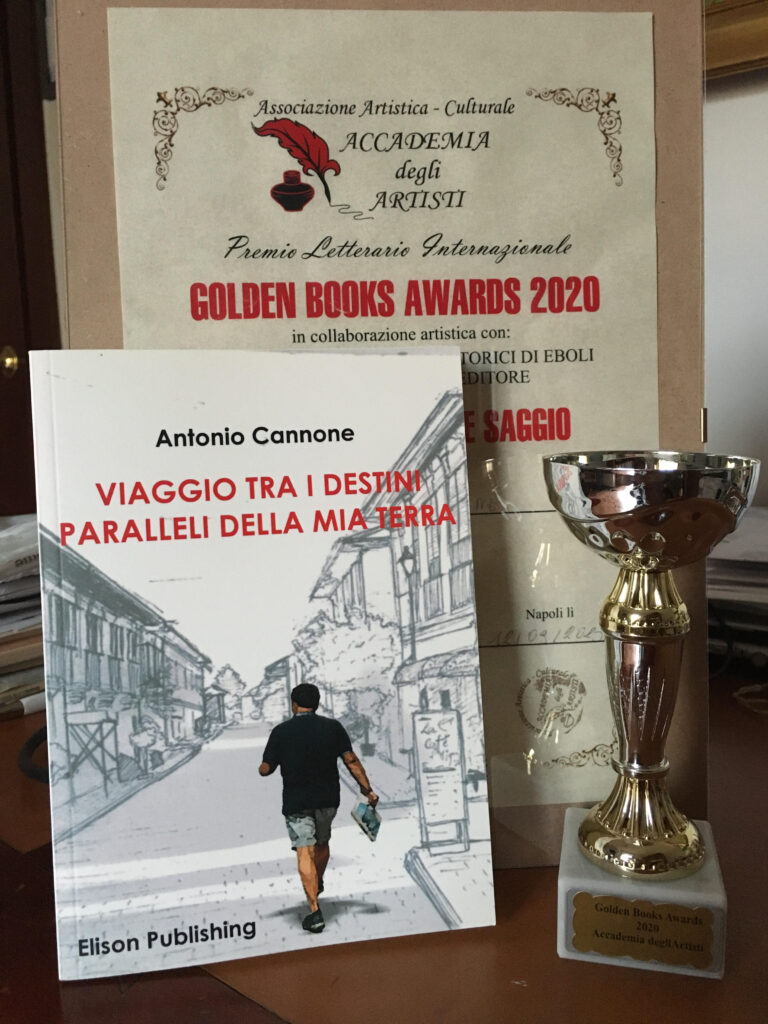 Associazione Artistica - Culturale
ACCADEMIA
degli
ARTISTI
Premio Letterario Internazionale
GOLDEN BOOKS AWARDS 2020
in collaborazione artistica con:
TORICI DI EBOLI
EDITORE
E SAGGIO
Napoli lì
Antonio Cannone
VIAGGIO TRA I DESTINI
PARALLELI DELLA MIA TERRA
Elison Publishing
Golden Books Awards
2020
Accademia degliArtisti